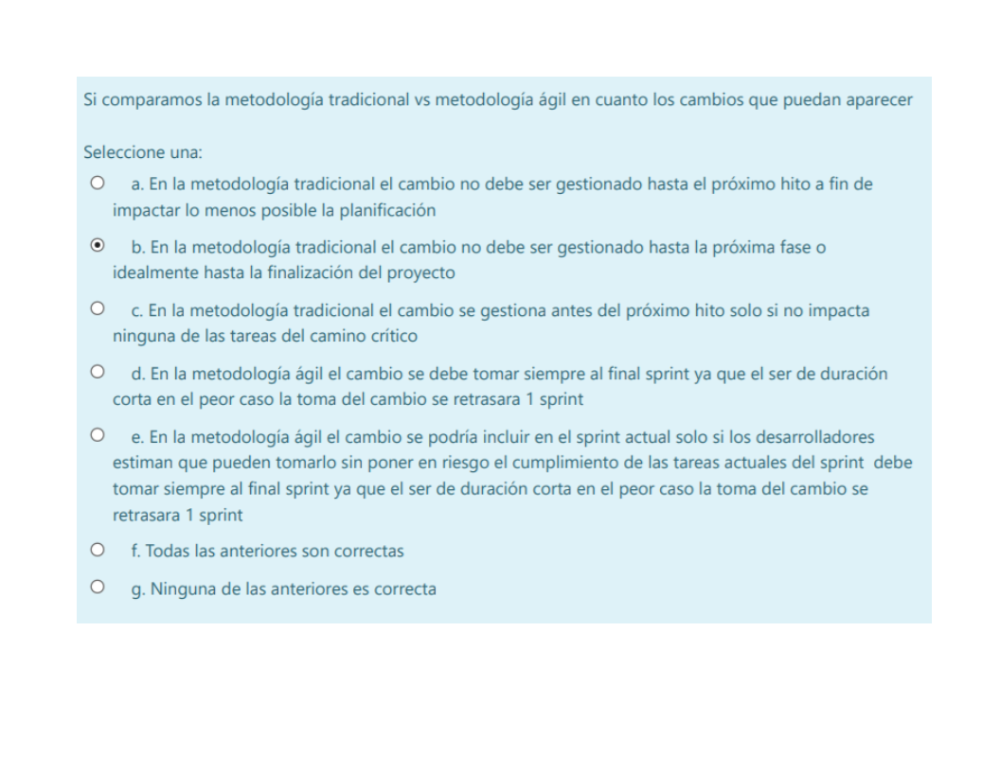 Si comparamos la metodología tradicional vs metodología ágil en cuanto los cambios que puedan aparecer
Seleccione una:
a. En la metodología tradicional el cambio no debe ser gestionado hasta el próximo hito a fin de
impactar lo menos posible la planificación
b. En la metodología tradicional el cambio no debe ser gestionado hasta la próxima fase o
idealmente hasta la finalización del proyecto
c. En la metodología tradicional el cambio se gestiona antes del próximo hito solo si no impacta
ninguna de las tareas del camino crítico
d. En la metodología ágil el cambio se debe tomar siempre al final sprint ya que el ser de duración
corta en el peor caso la toma del cambio se retrasara 1 sprint
e. En la metodología ágil el cambio se podría incluir en el sprint actual solo si los desarrolladores
estiman que pueden tomarlo sin poner en riesgo el cumplimiento de las tareas actuales del sprint debe
tomar siempre al final sprint ya que el ser de duración corta en el peor caso la toma del cambio se
retrasara 1 sprint
f. Todas las anteriores son correctas
g. Ninguna de las anteriores es correcta